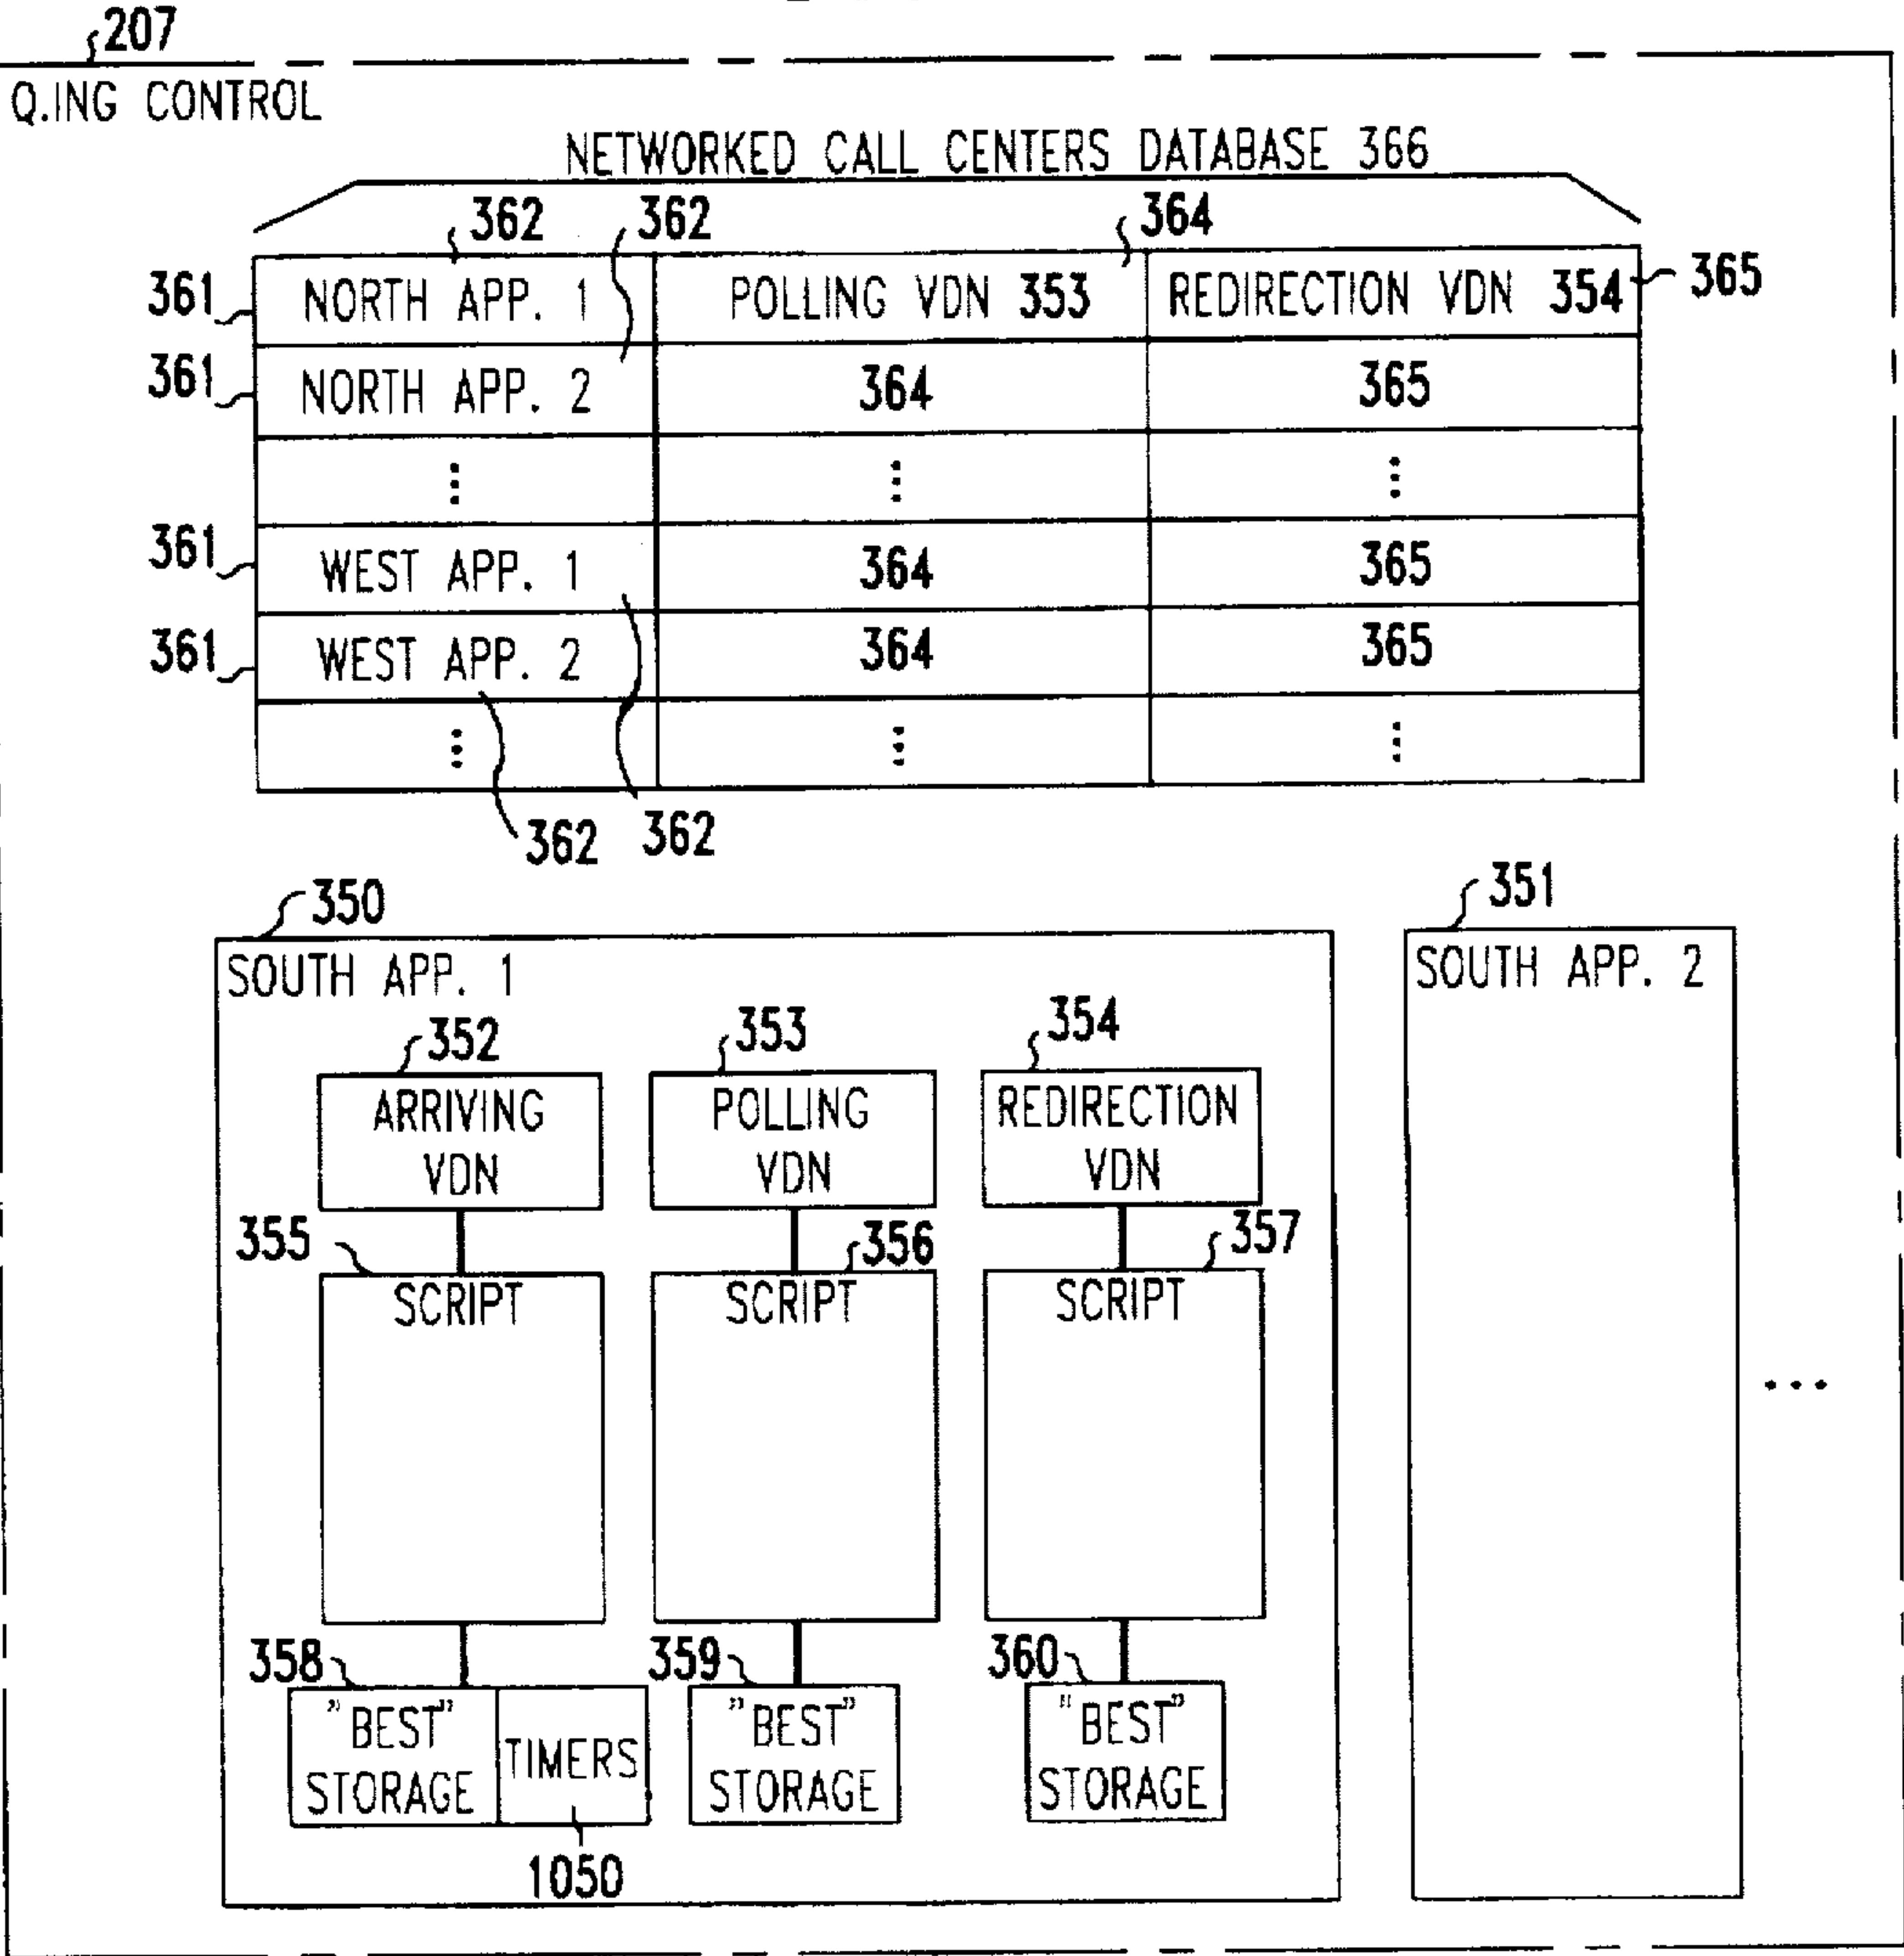 207
Q.ING CONTROL
NETWORKED CALL CENTERS DATABASE 366
362 362 364
361 NORTH APP. 1 POLLING VDN 353 REDIRECTION VDN 354 365
361 NORTH APP. 2 364 365
⋮ ⋮ ⋮
361 WEST APP. 1 364 365
361 WEST APP. 2 364 365
⋮ ⋮ ⋮
362 362
350 351
SOUTH APP. 1 SOUTH APP. 2
352 353 354
ARRIVING POLLING REDIRECTION
VDN VDN VDN
355 356 357
SCRIPT SCRIPT SCRIPT
...
358 359 360
"BEST" "BEST" "BEST"
STORAGE TIMERS STORAGE STORAGE
1050